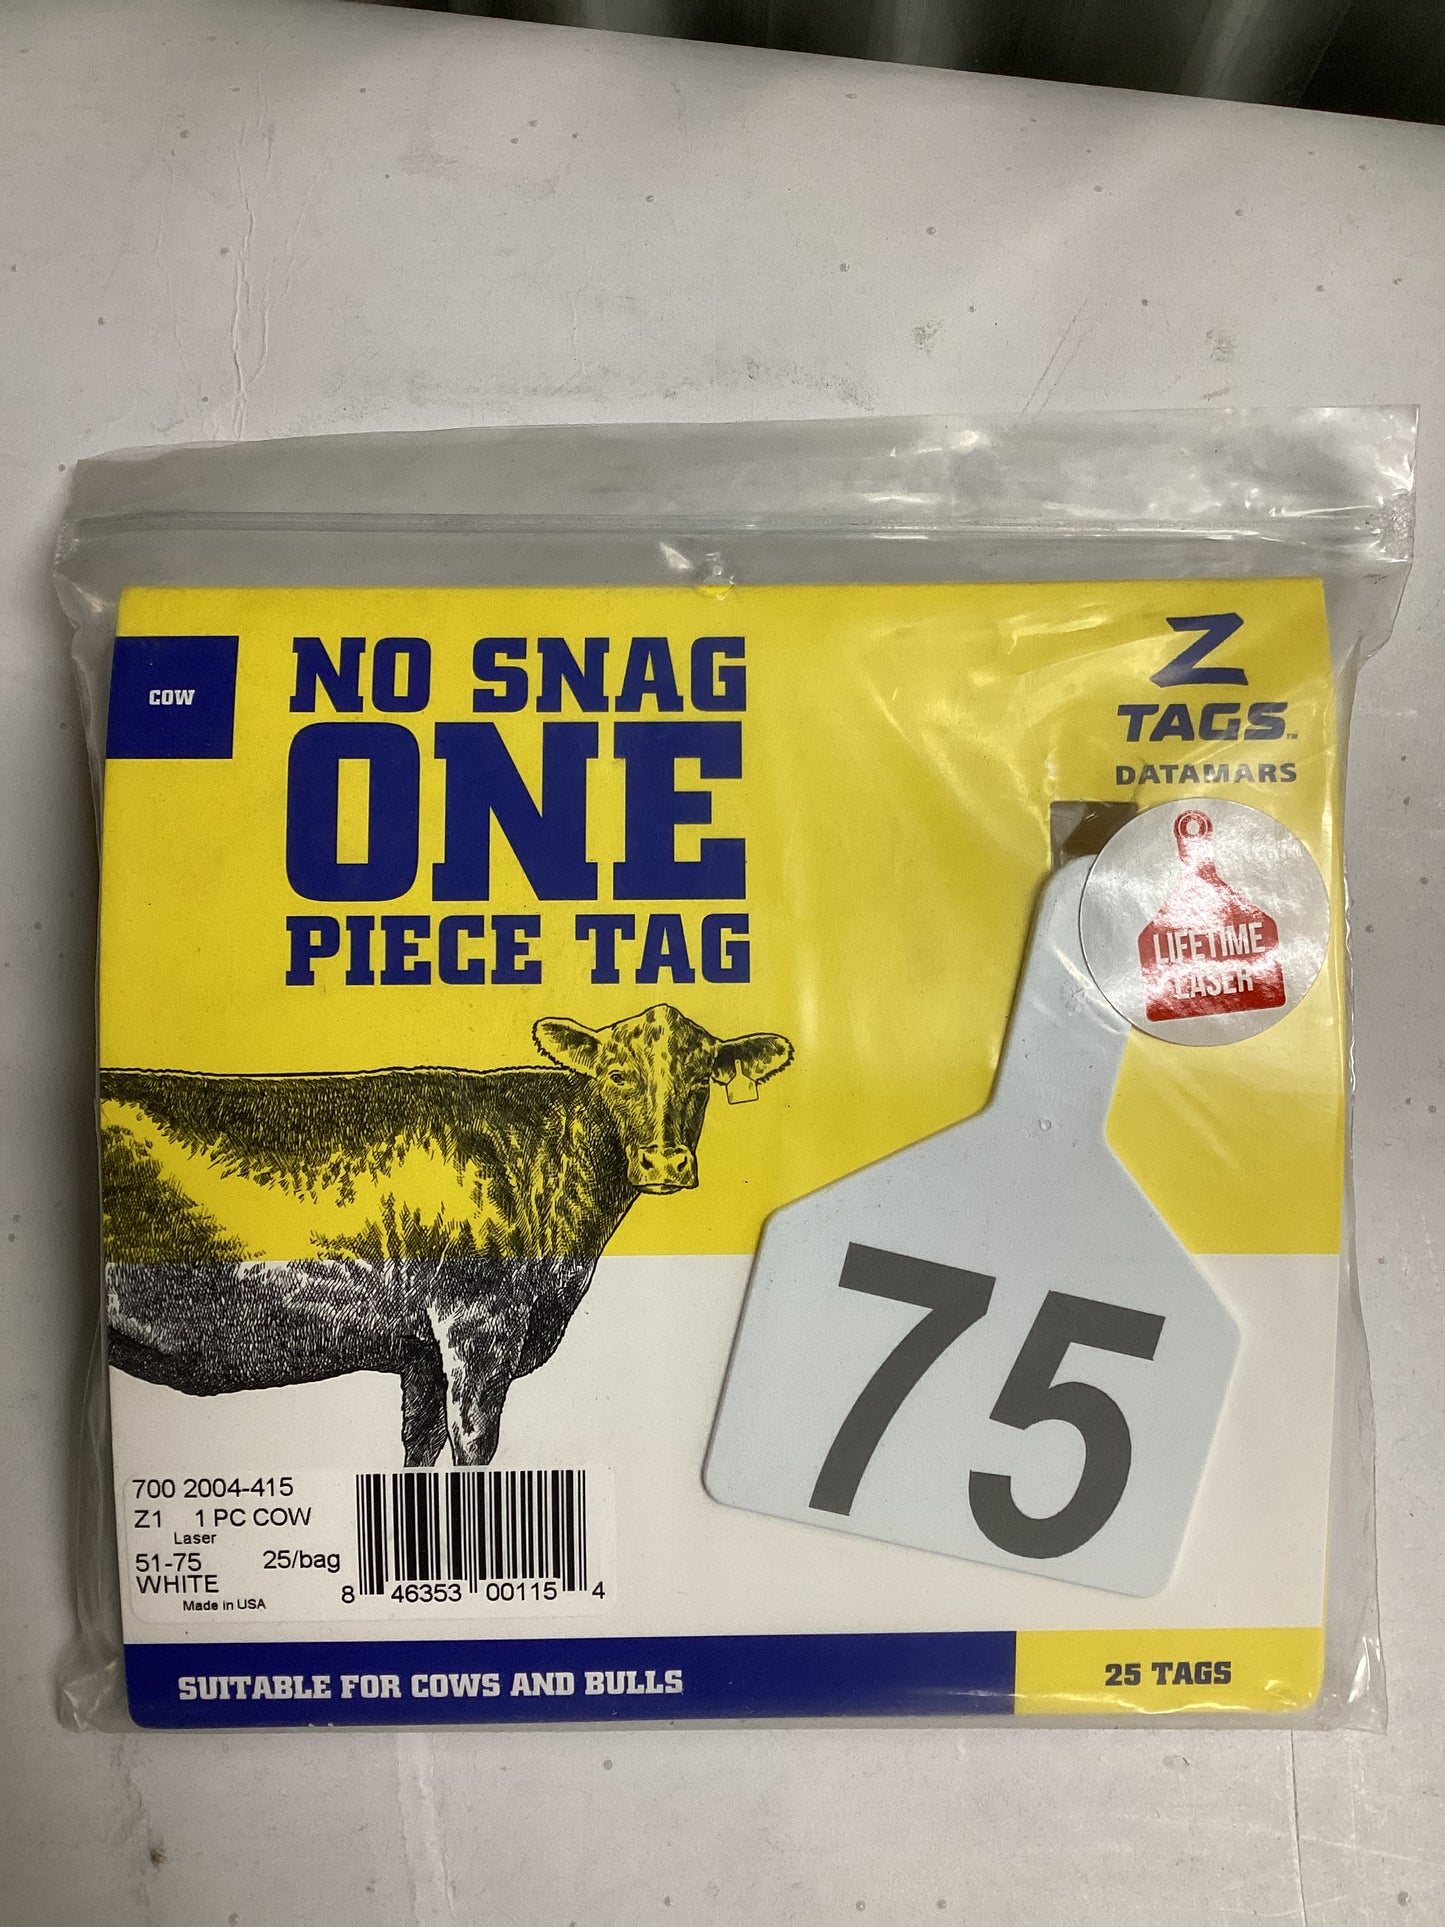 COW
NO SNAG
ONE
PIECE TAG
Z
TAGS™
DATAMARS
LIFETIME
LASER
75
700 2004-415
Z1 1 PC COW
Laser
51-75 25/bag
WHITE
Made in USA
8 46353 00115 4
SUITABLE FOR COWS AND BULLS
25 TAGS